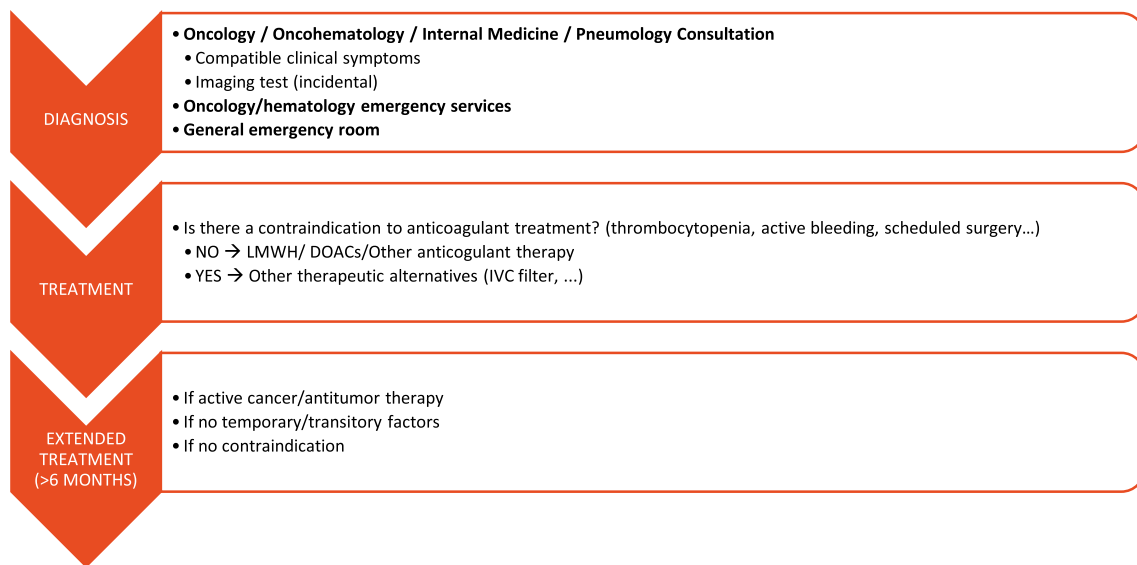 DIAGNOSIS
• Oncology / Oncohematology / Internal Medicine / Pneumology Consultation
• Compatible clinical symptoms
• Imaging test (incidental)
• Oncology/hematology emergency services
• General emergency room
TREATMENT
• Is there a contraindication to anticoagulant treatment? (thrombocytopenia, active bleeding, scheduled surgery…)
• NO → LMWH/ DOACs/Other anticogulant therapy
• YES → Other therapeutic alternatives (IVC filter, ...)
EXTENDED
TREATMENT
(>6 MONTHS)
• If active cancer/antitumor therapy
• If no temporary/transitory factors
• If no contraindication